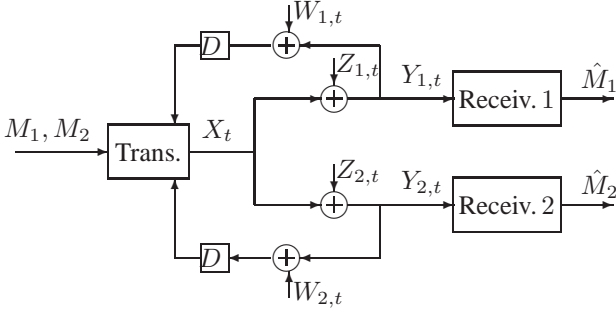 W_{1,t}
D
Z_{1,t}
Y_{1,t}
Receiv. 1
\hat{M}_1
M_1, M_2
Trans.
X_t
Z_{2,t}
Y_{2,t}
Receiv. 2
\hat{M}_2
D
W_{2,t}